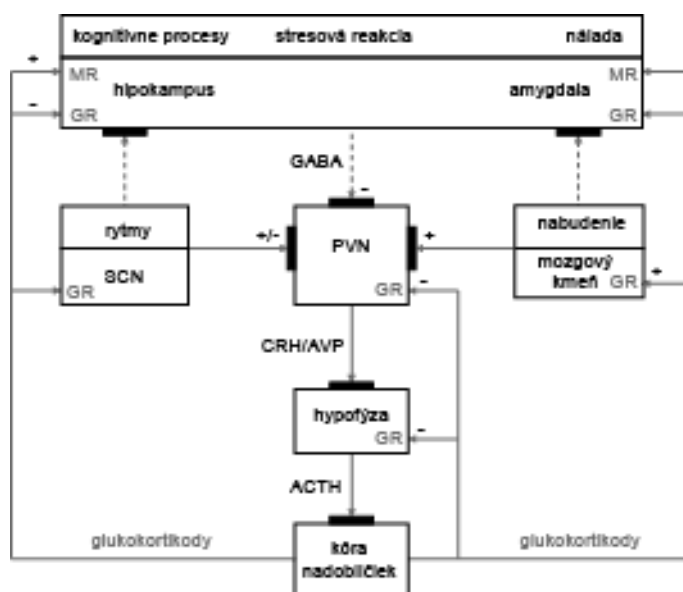 kognitívne procesy stresová reakcia nálada
+
MR hipokampus amygdala MR
-
GR GR
GABA
-
rytmy nabudenie
+/- PVN +
SCN mozgový
kmeň
+
GR GR - GR
CRH/AVP
hypofýza
GR -
ACTH
glukokortikody glukokortikody
kôra
nadobličiek